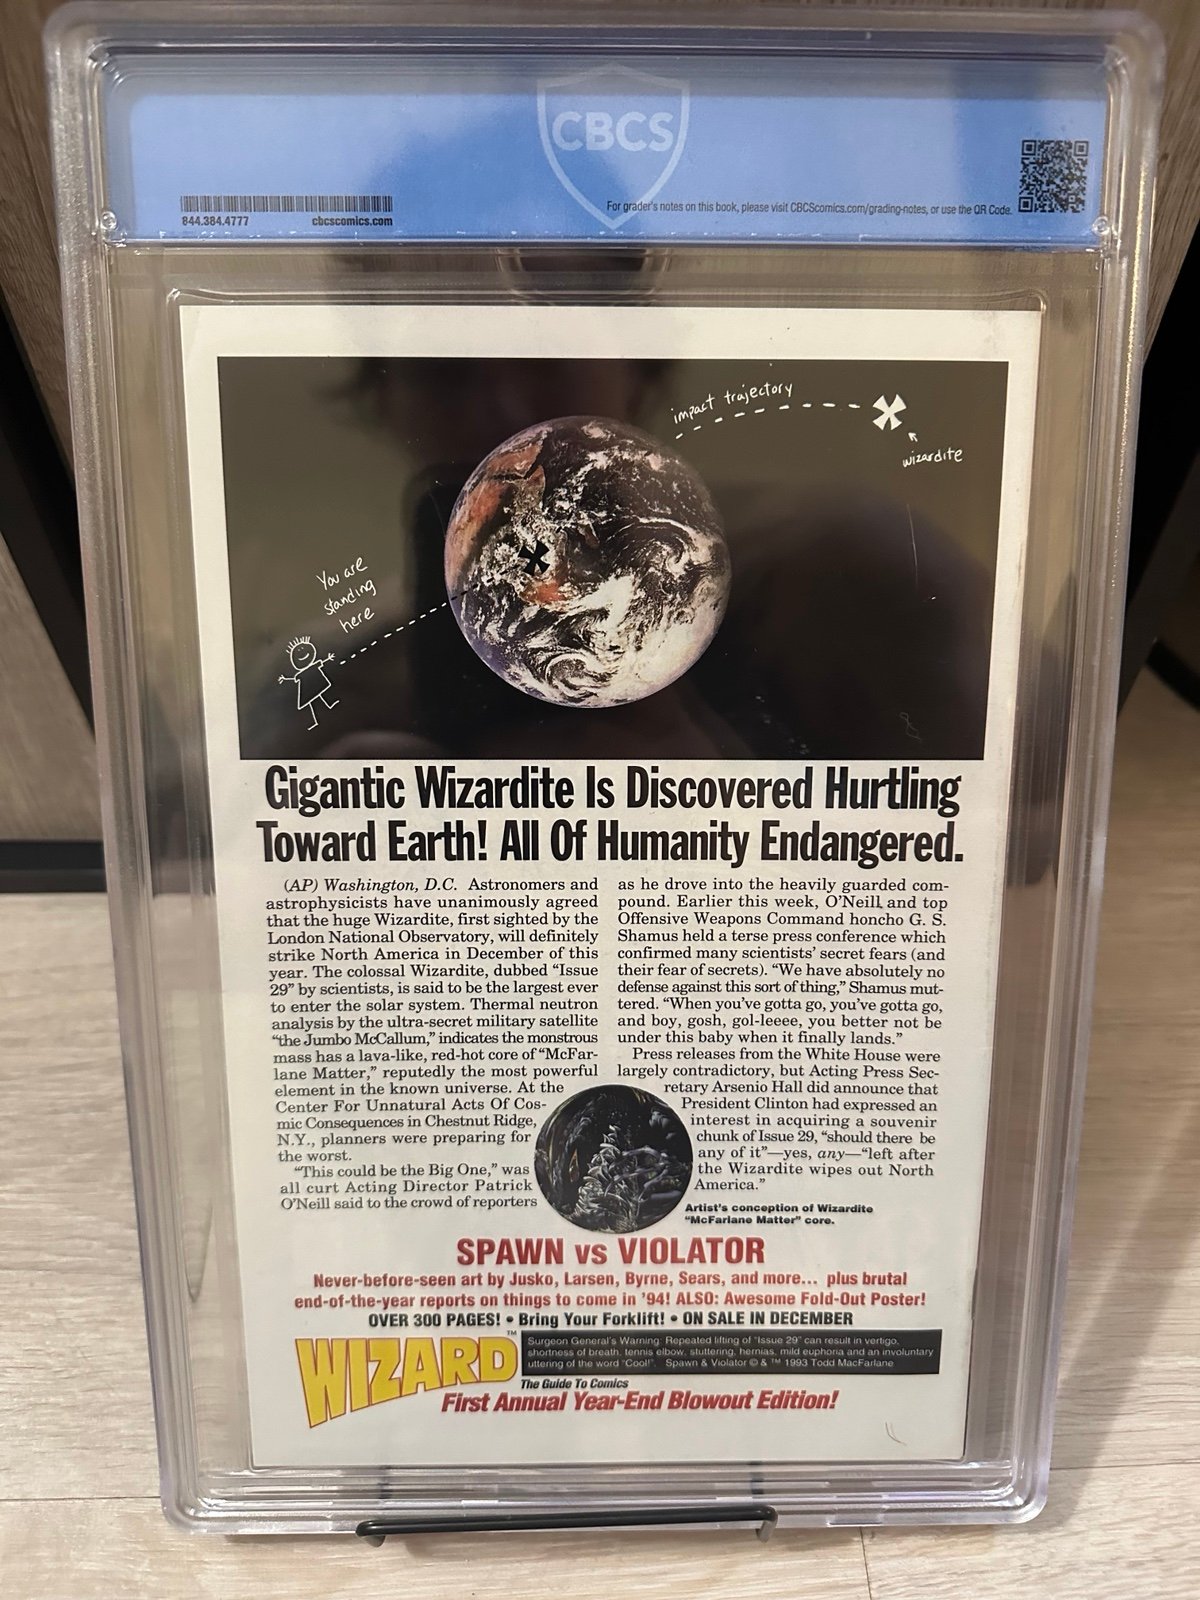 CBCS
844.384.4777 cbcscomics.com
For grader's notes on this book, please visit CBCScomics.com/grading-notes, or use the QR Code.
impact trajectory
wizardite
You are
standing
here
Gigantic Wizardite Is Discovered Hurtling
Toward Earth! All Of Humanity Endangered.
(AP) Washington, D.C. Astronomers and
astrophysicists have unanimously agreed
that the huge Wizardite, first sighted by the
London National Observatory, will definitely
strike North America in December of this
year. The colossal Wizardite, dubbed "Issue
29" by scientists, is said to be the largest ever
to enter the solar system. Thermal neutron
analysis by the ultra-secret military satellite
"the Jumbo McCallum," indicates the monstrous
mass has a lava-like, red-hot core of "McFar-
lane Matter," reputedly the most powerful
element in the known universe. At the
Center For Unnatural Acts Of Cos-
mic Consequences in Chestnut Ridge,
N.Y., planners were preparing for
the worst.
"This could be the Big One," was
all curt Acting Director Patrick
O'Neill said to the crowd of reporters
as he drove into the heavily guarded com-
pound. Earlier this week, O'Neill, and top
Offensive Weapons Command honcho G. S.
Shamus held a terse press conference which
confirmed many scientists' secret fears (and
their fear of secrets). "We have absolutely no
defense against this sort of thing," Shamus mut-
tered. "When you've gotta go, you've gotta go,
and boy, gosh, gol-leeee, you better not be
under this baby when it finally lands."
Press releases from the White House were
largely contradictory, but Acting Press Sec-
retary Arsenio Hall did announce that
President Clinton had expressed an
interest in acquiring a souvenir
chunk of Issue 29, "should there be
any of it"—yes, any—"left after
the Wizardite wipes out North
America."
Artist's conception of Wizardite
"McFarlane Matter" core.
SPAWN vs VIOLATOR
Never-before-seen art by Jusko, Larsen, Byrne, Sears, and more... plus brutal
end-of-the-year reports on things to come in '94! ALSO: Awesome Fold-Out Poster!
OVER 300 PAGES! • Bring Your Forklift! • ON SALE IN DECEMBER
WIZARD™
Surgeon General's Warning: Repeated lifting of "Issue 29" can result in vertigo,
shortness of breath, tennis elbow, stuttering, hernias, mild euphoria and an involuntary
uttering of the word "Cool!". Spawn & Violator © & ™ 1993 Todd MacFarlane
The Guide To Comics
First Annual Year-End Blowout Edition!